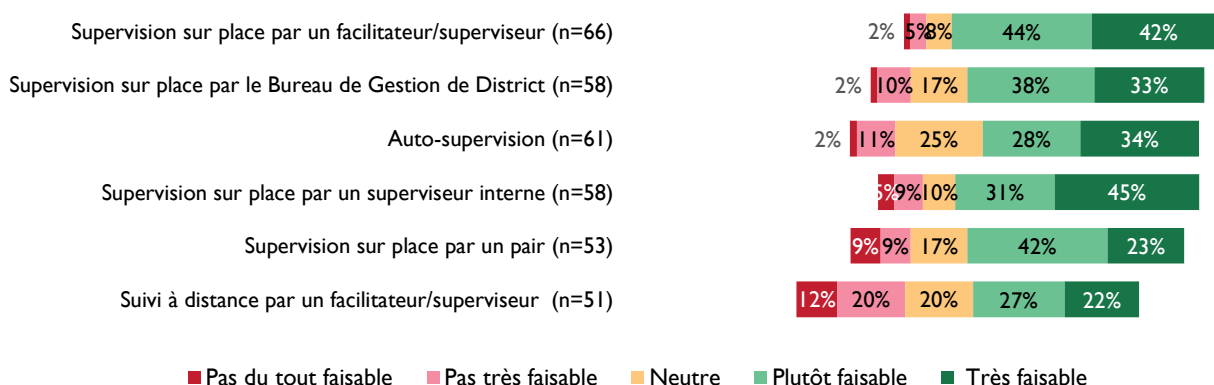 Supervision sur place par un facilitateur/superviseur (n=66) 2% 5% 8% 44% 42%
Supervision sur place par le Bureau de Gestion de District (n=58) 2% 10% 17% 38% 33%
Auto-supervision (n=61) 2% 11% 25% 28% 34%
Supervision sur place par un superviseur interne (n=58) 5% 9% 10% 31% 45%
Supervision sur place par un pair (n=53) 9% 9% 17% 42% 23%
Suivi à distance par un facilitateur/superviseur (n=51) 12% 20% 20% 27% 22%
Pas du tout faisable Pas très faisable Neutre Plutôt faisable Très faisable